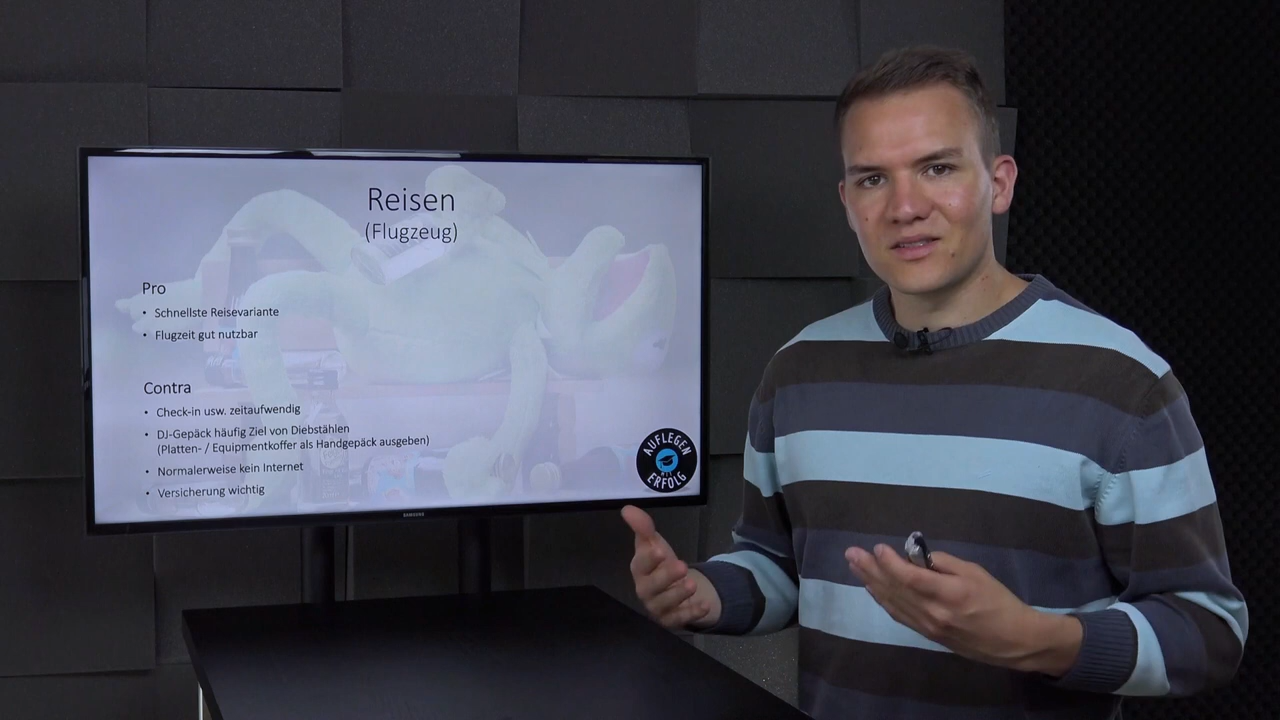 Reisen
(Flugzeug)
Pro
• Schnellste Reisevariante
• Flugzeit gut nutzbar
Contra
• Check-in usw. zeitaufwendig
• DJ-Gepäck häufig Ziel von Diebstählen
(Platten- / Equipmentkoffer als Handgepäck ausgeben)
• Normalerweise kein Internet
• Versicherung wichtig
AUFLEGEN
MIT
ERFOLG
SAMSUNG